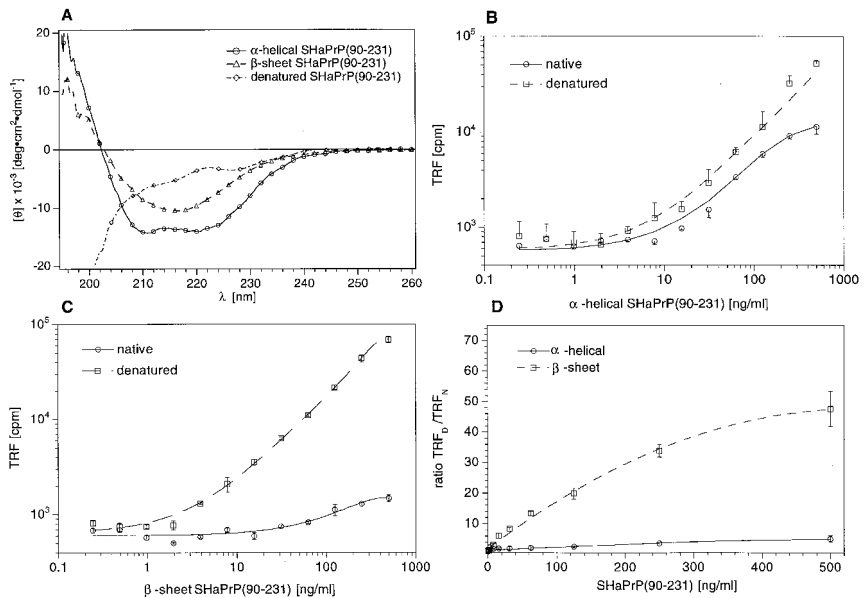 A
20
10
0
-10
-20
[θ] x 10⁻³ [deg•cm²•dmol⁻¹]
α-helical SHaPrP(90-231)
β-sheet SHaPrP(90-231)
denatured SHaPrP(90-231)
200 210 220 230 240 250 260
λ [nm]
B
10⁵
10⁴
10³
TRF [cpm]
native
denatured
0.1 1 10 100 1000
α-helical SHaPrP(90-231) [ng/ml]
C
10⁵
10⁴
10³
TRF [cpm]
native
denatured
0.1 1 10 100 1000
β-sheet SHaPrP(90-231) [ng/ml]
D
70
60
50
40
30
20
10
ratio TRF_D/TRF_N
α-helical
β-sheet
0 100 200 300 400 500
SHaPrP(90-231) [ng/ml]